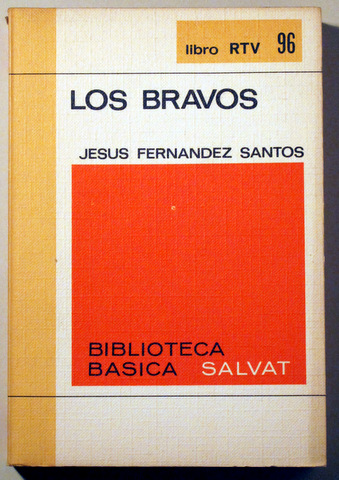 libro RTV 96
LOS BRAVOS
JESUS FERNANDEZ SANTOS
BIBLIOTECA
BASICA SALVAT